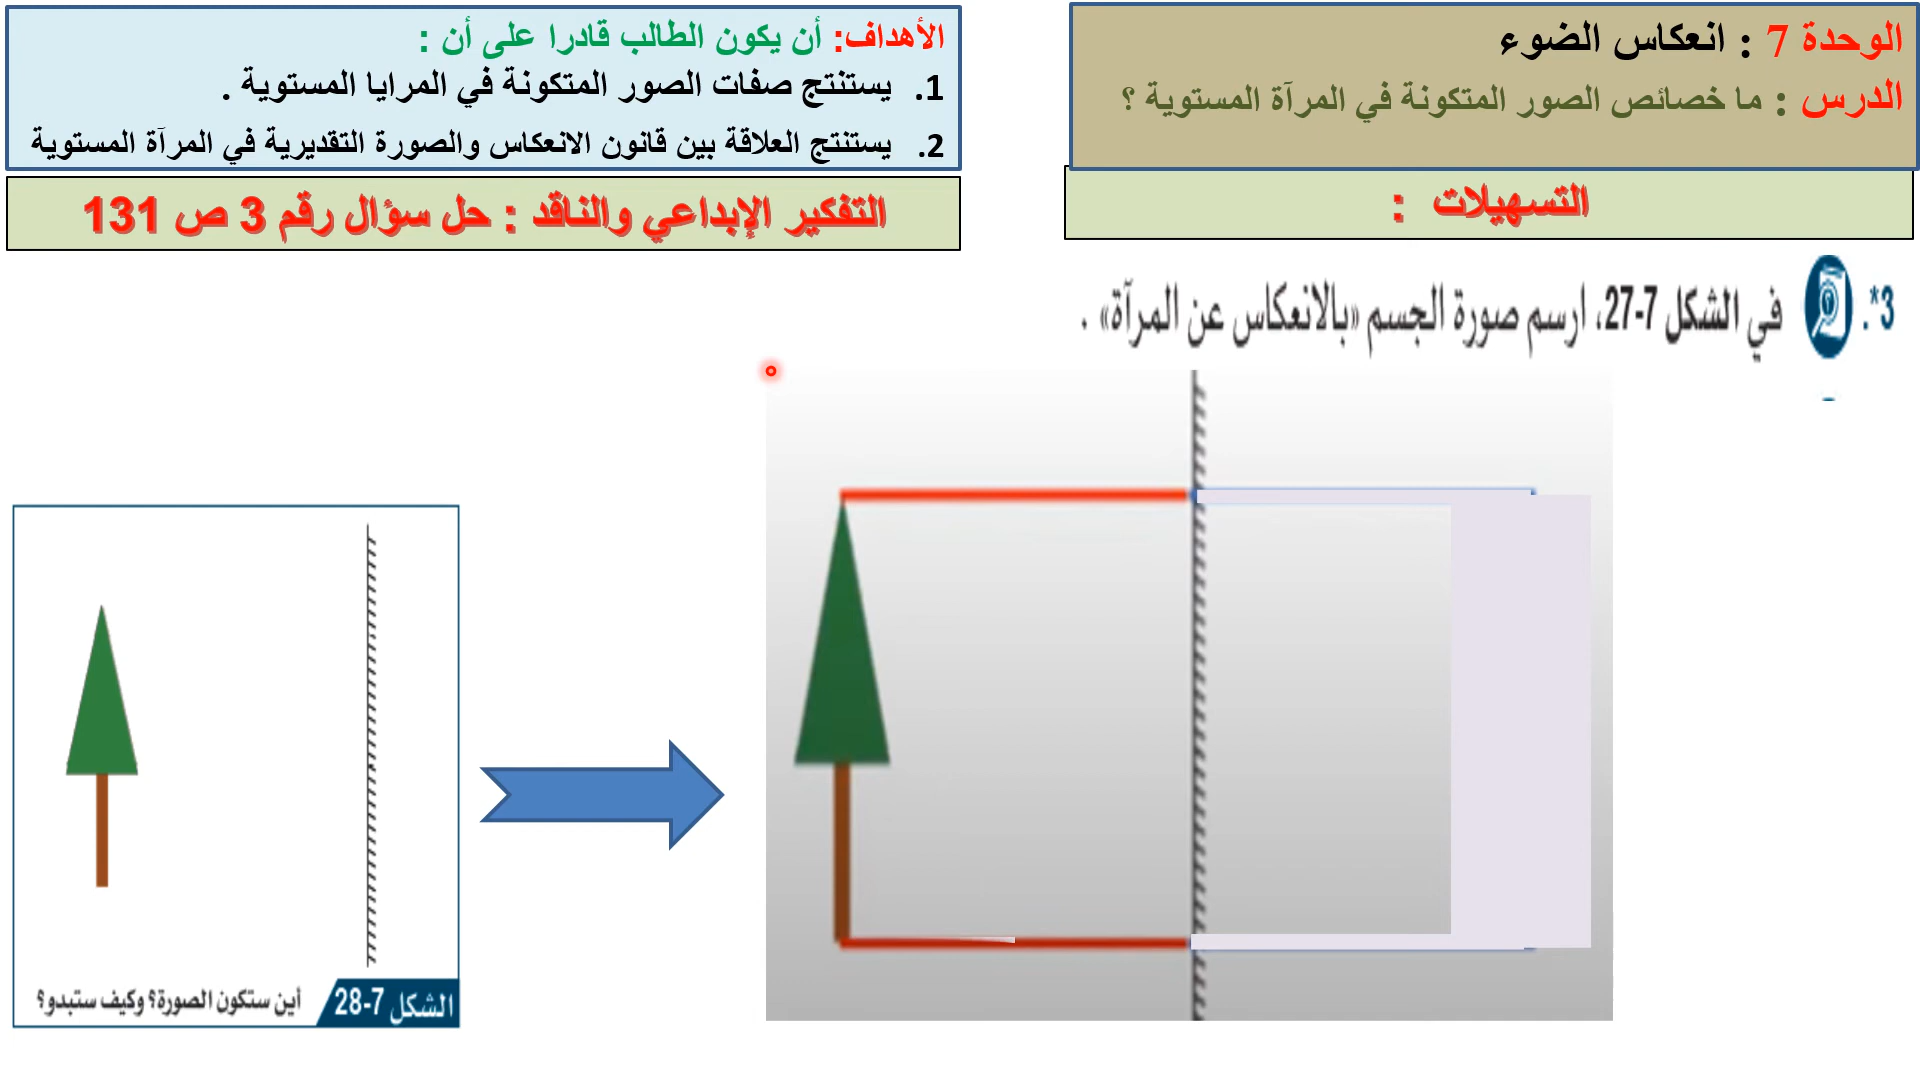 الوحدة 7 : انعكاس الضوء
الدرس : ما خصائص الصور المتكونة في المرآة المستوية ؟
الأهداف: أن يكون الطالب قادرا على أن :
1. يستنتج صفات الصور المتكونة في المرايا المستوية .
2. يستنتج العلاقة بين قانون الانعكاس والصورة التقديرية في المرآة المستوية
التسهيلات :
التفكير الإبداعي والناقد : حل سؤال رقم 3 ص 131
3*. في الشكل 7-27، ارسم صورة الجسم «بالانعكاس عن المرآة» .
الشكل 7-28 أين ستكون الصورة؟ وكيف ستبدو؟